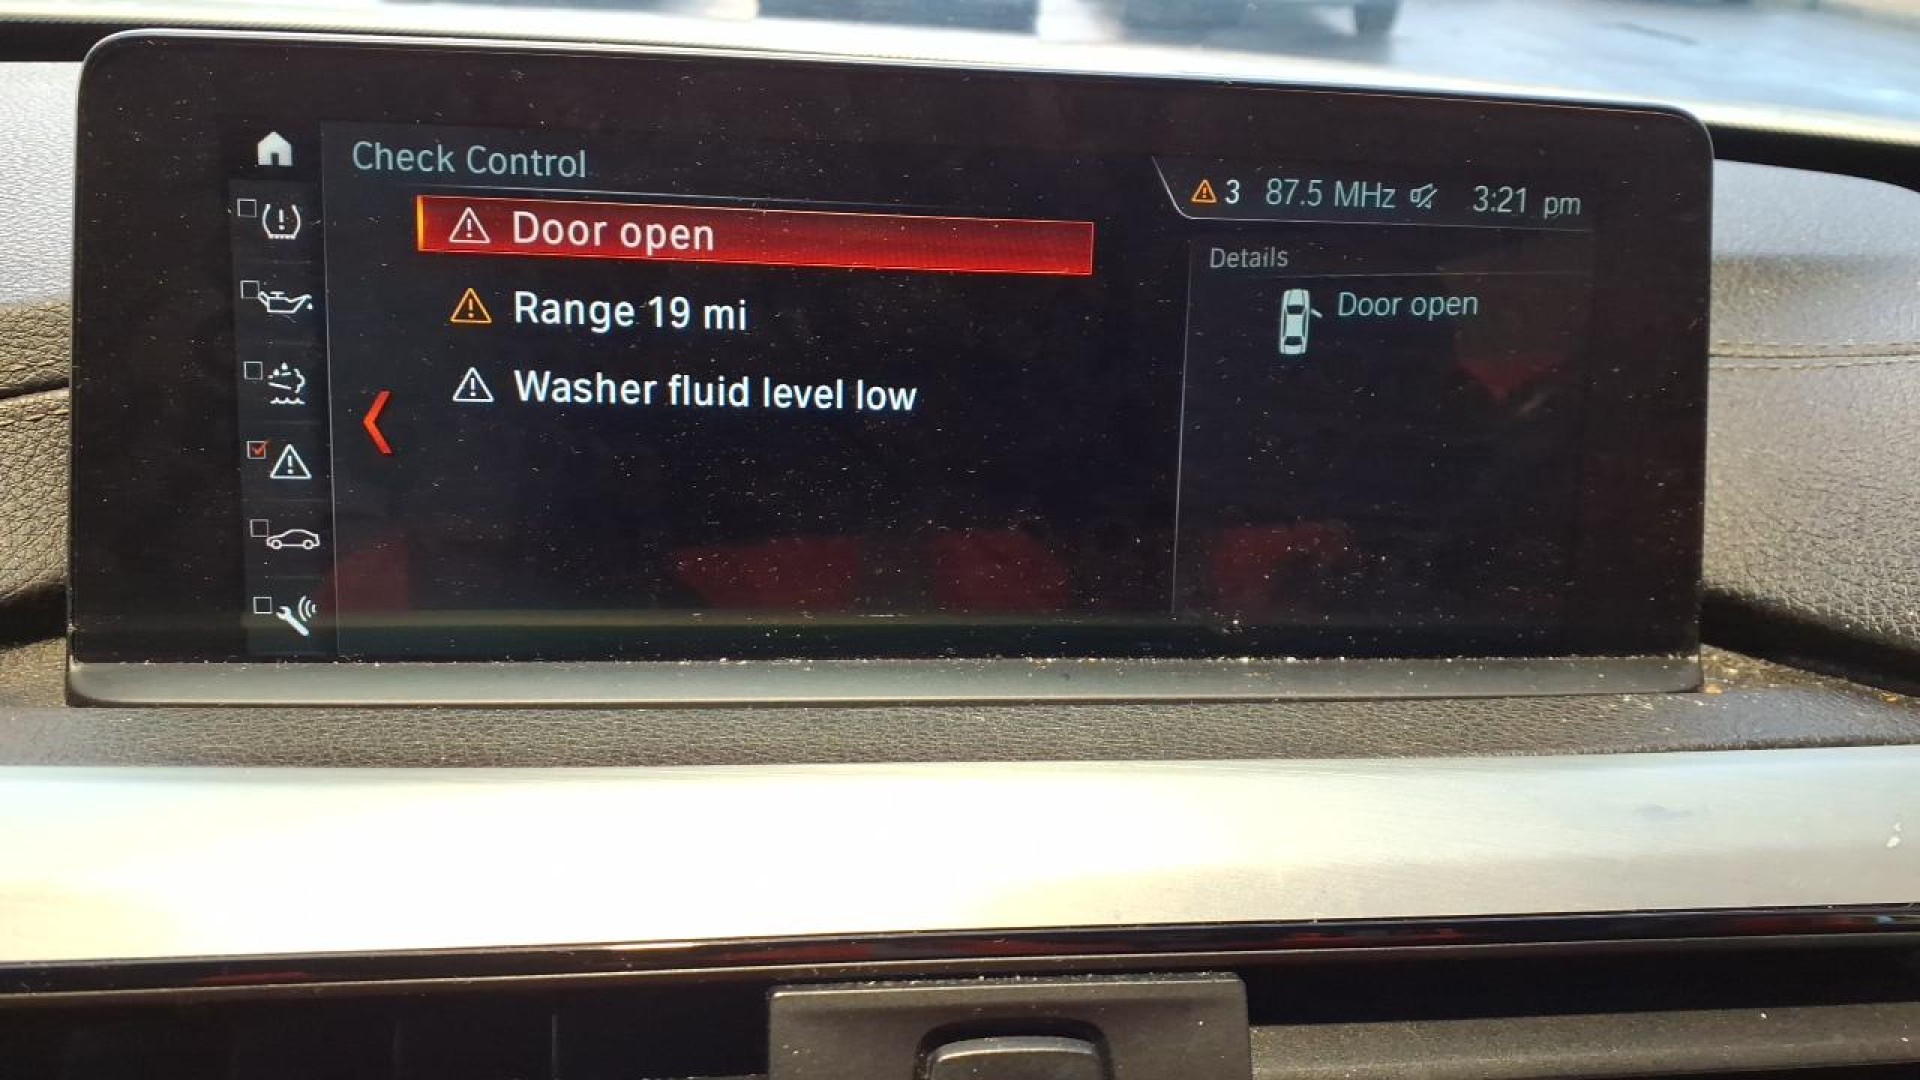 Check Control
3 87.5 MHz 3:21 pm
Door open
Range 19 mi
Washer fluid level low
Details
Door open